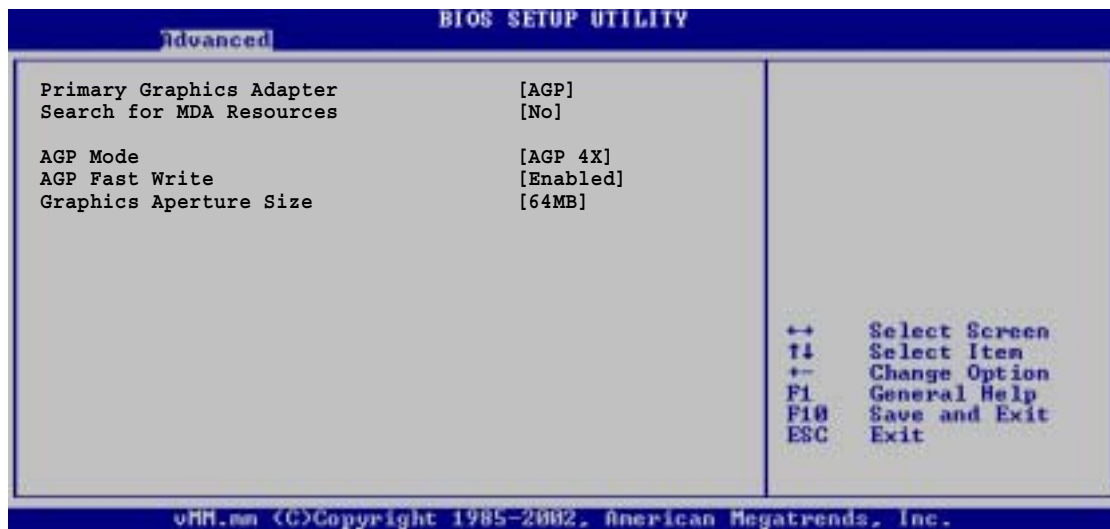 BIOS SETUP UTILITY
Advanced
Primary Graphics Adapter [AGP]
Search for MDA Resources [No]
AGP Mode [AGP 4X]
AGP Fast Write [Enabled]
Graphics Aperture Size [64MB]
←→ Select Screen
↑↓ Select Item
+- Change Option
F1 General Help
F10 Save and Exit
ESC Exit
vMM.mm (C)Copyright 1985-2002, American Megatrends, Inc.